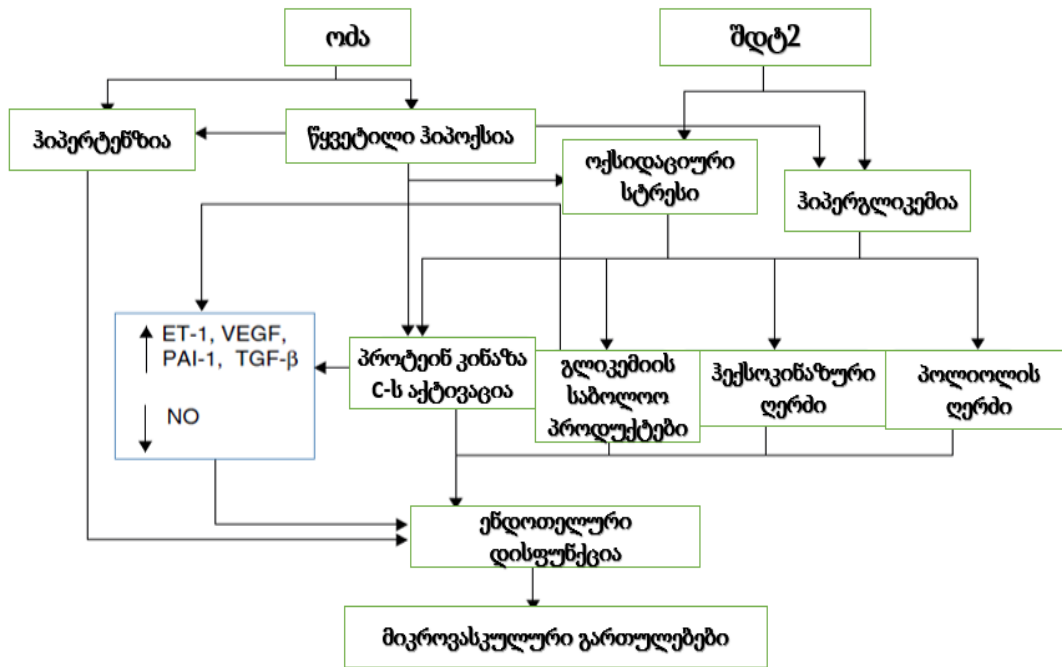 ოძა
შდტ2
ჰიპერტენზია
წყვეტილი ჰიპოქსია
ოქსიდაციური
სტრესი
ჰიპერგლიკემია
ET-1, VEGF,
PAI-1, TGF-β
NO
პროტეინ კინაზა
C-ს აქტივაცია
გლიკემიის
საბოლოო
პროდუქტები
ჰექსოკინაზური
ღერძი
პოლიოლის
ღერძი
ენდოთელური
დისფუნქცია
მიკროვასკულური გართულებები